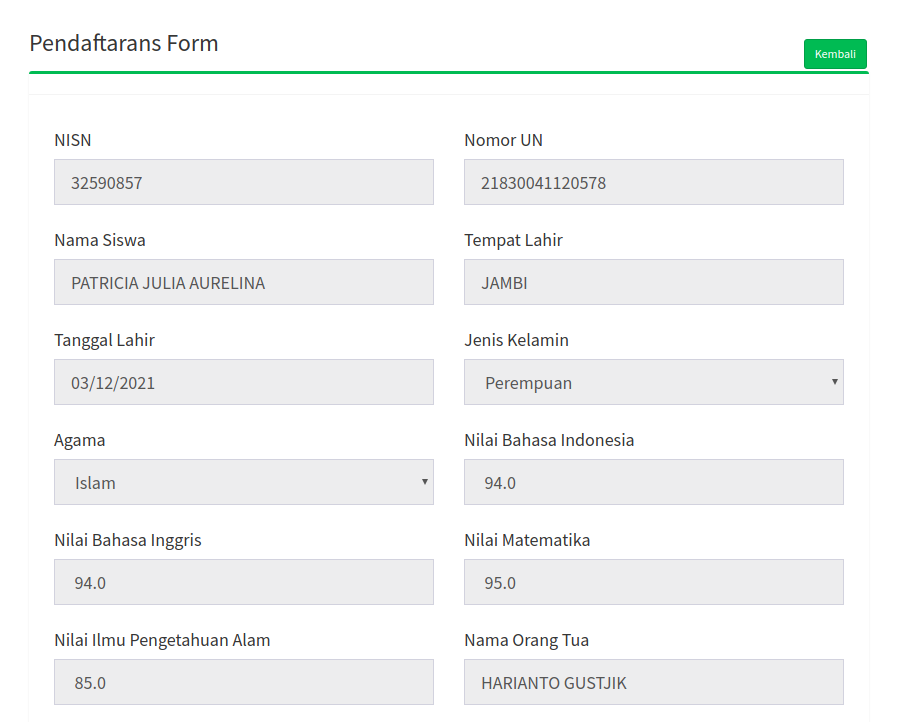 Pendaftarans Form
Kembali
NISN
Nomor UN
32590857
21830041120578
Nama Siswa
Tempat Lahir
PATRICIA JULIA AURELINA
JAMBI
Tanggal Lahir
Jenis Kelamin
03/12/2021
Perempuan
Agama
Nilai Bahasa Indonesia
Islam
94.0
Nilai Bahasa Inggris
Nilai Matematika
94.0
95.0
Nilai Ilmu Pengetahuan Alam
Nama Orang Tua
85.0
HARIANTO GUSTJIK